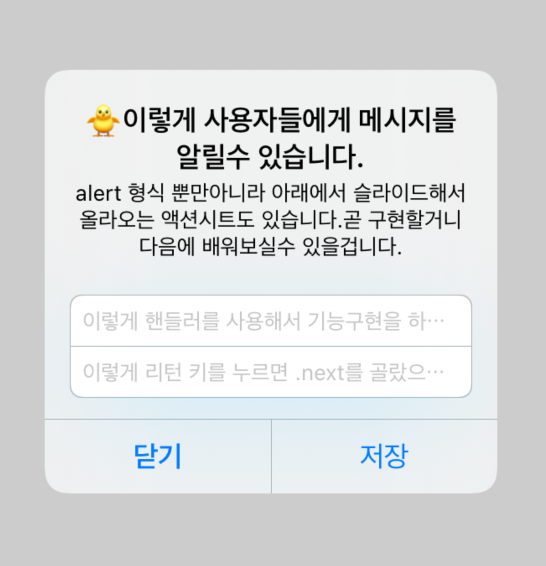 🐥이렇게 사용자들에게 메시지를
알릴수 있습니다.
alert 형식 뿐만아니라 아래에서 슬라이드해서
올라오는 액션시트도 있습니다.곧 구현할거니
다음에 배워보실수 있을겁니다.
이렇게 핸들러를 사용해서 기능구현을 하…
이렇게 리턴 키를 누르면 .next를 골랐으…
닫기 저장